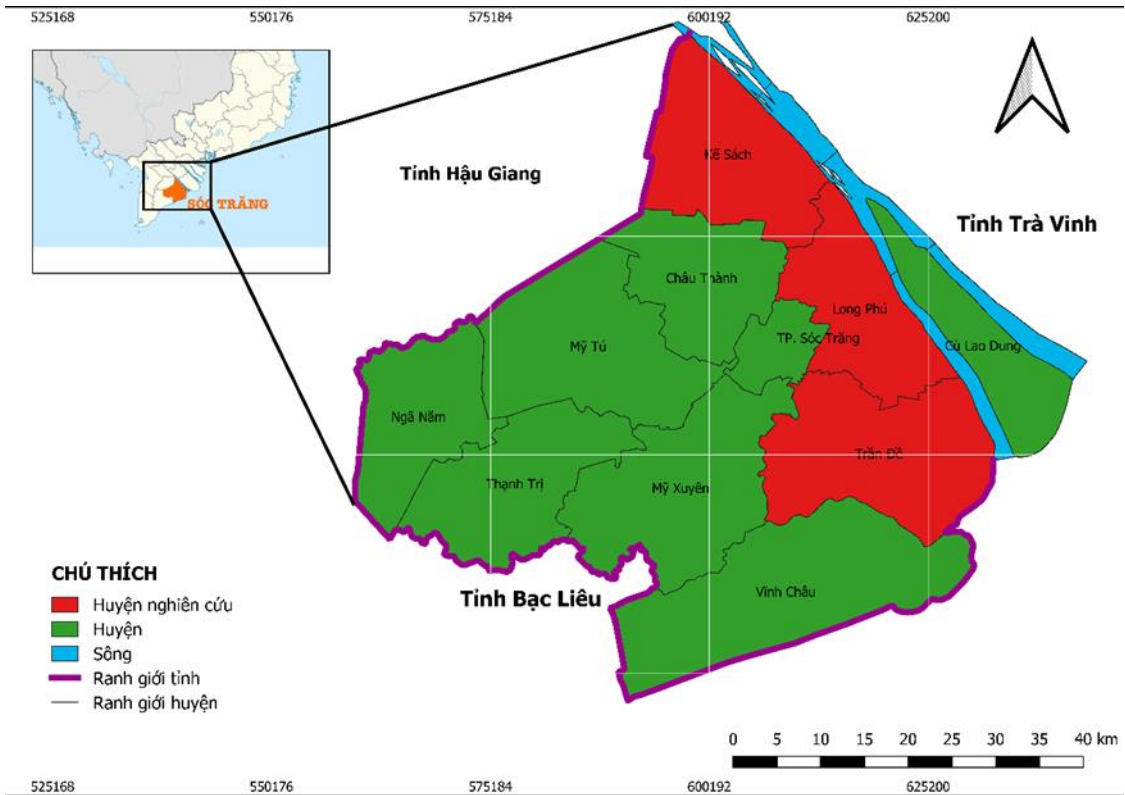 525168 550176 575184 600192 625200
SÓC TRĂNG
Tỉnh Hậu Giang
Tỉnh Trà Vinh
Kế Sách
Châu Thành
Long Phú
TP. Sóc Trăng
Mỹ Tú
Cù Lao Dung
Ngã Năm
Trần Đề
Thạnh Trị
Mỹ Xuyên
Tỉnh Bạc Liêu
Vĩnh Châu
CHÚ THÍCH
Huyện nghiên cứu
Huyện
Sông
Ranh giới tỉnh
Ranh giới huyện
0 5 10 15 20 25 30 35 40 km
525168 550176 575184 600192 625200